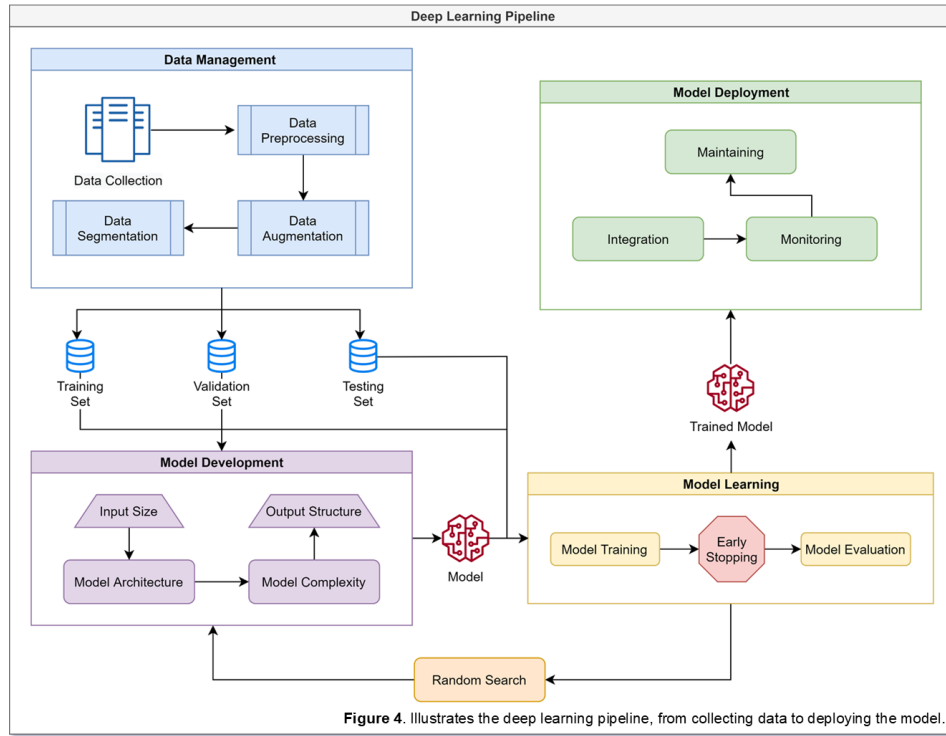 Deep Learning Pipeline
Data Management
Data Collection
Data
Preprocessing
Data
Augmentation
Data
Segmentation
Training
Set
Validation
Set
Testing
Set
Model Development
Input Size
Model Architecture
Model Complexity
Output Structure
Model
Model Learning
Model Training
Early
Stopping
Model Evaluation
Random Search
Trained Model
Model Deployment
Integration
Monitoring
Maintaining
Figure 4. Illustrates the deep learning pipeline, from collecting data to deploying the model.